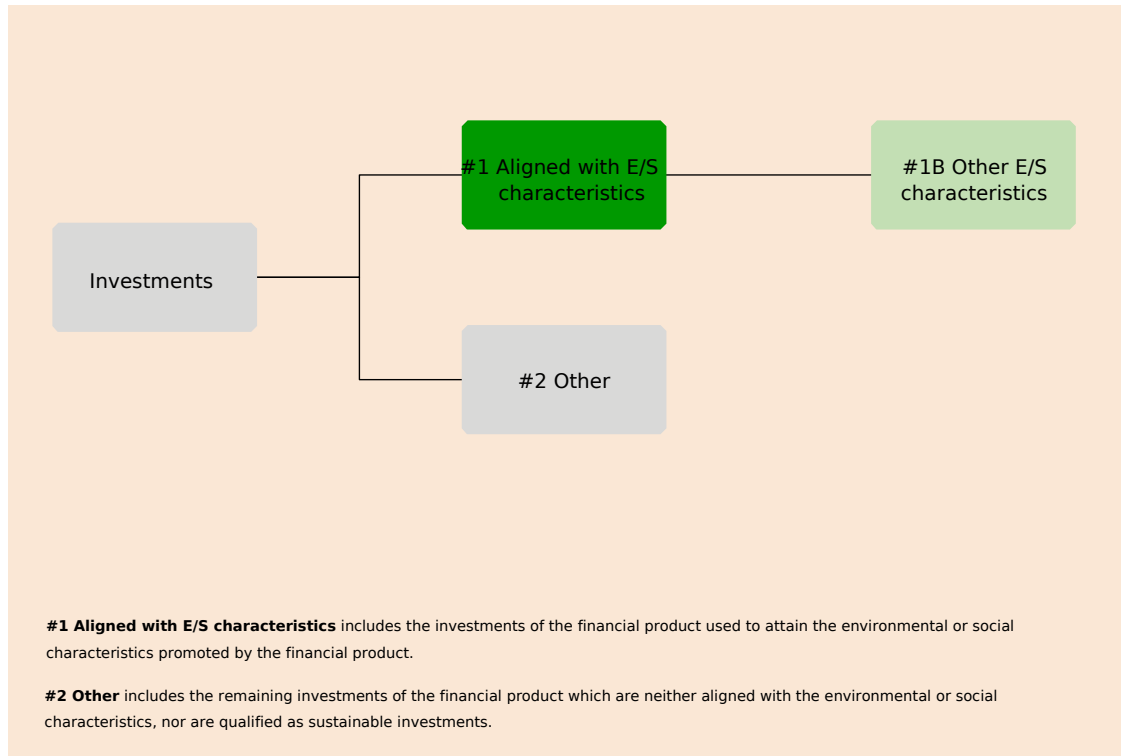 #1 Aligned with E/S
characteristics
#1B Other E/S
characteristics
Investments
#2 Other
#1 Aligned with E/S characteristics includes the investments of the financial product used to attain the environmental or social
characteristics promoted by the financial product.
#2 Other includes the remaining investments of the financial product which are neither aligned with the environmental or social
characteristics, nor are qualified as sustainable investments.